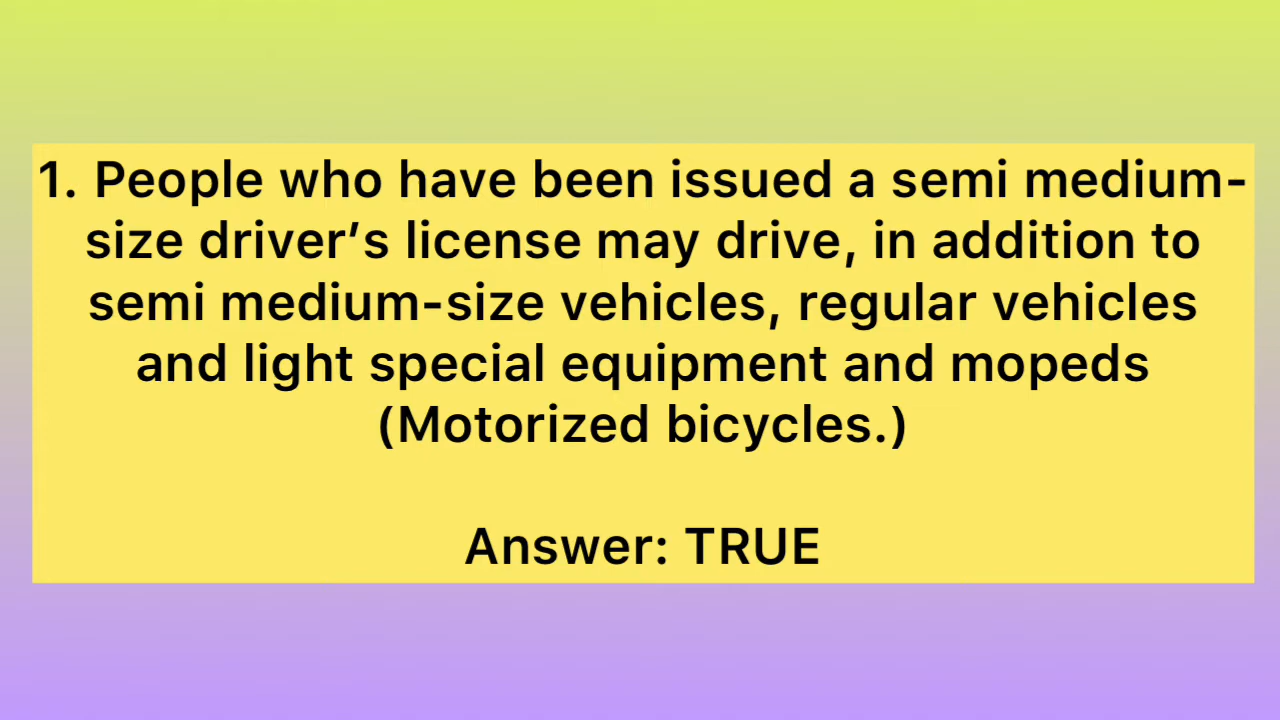 1. People who have been issued a semi medium-
size driver’s license may drive, in addition to
semi medium-size vehicles, regular vehicles
and light special equipment and mopeds
(Motorized bicycles.)
Answer: TRUE